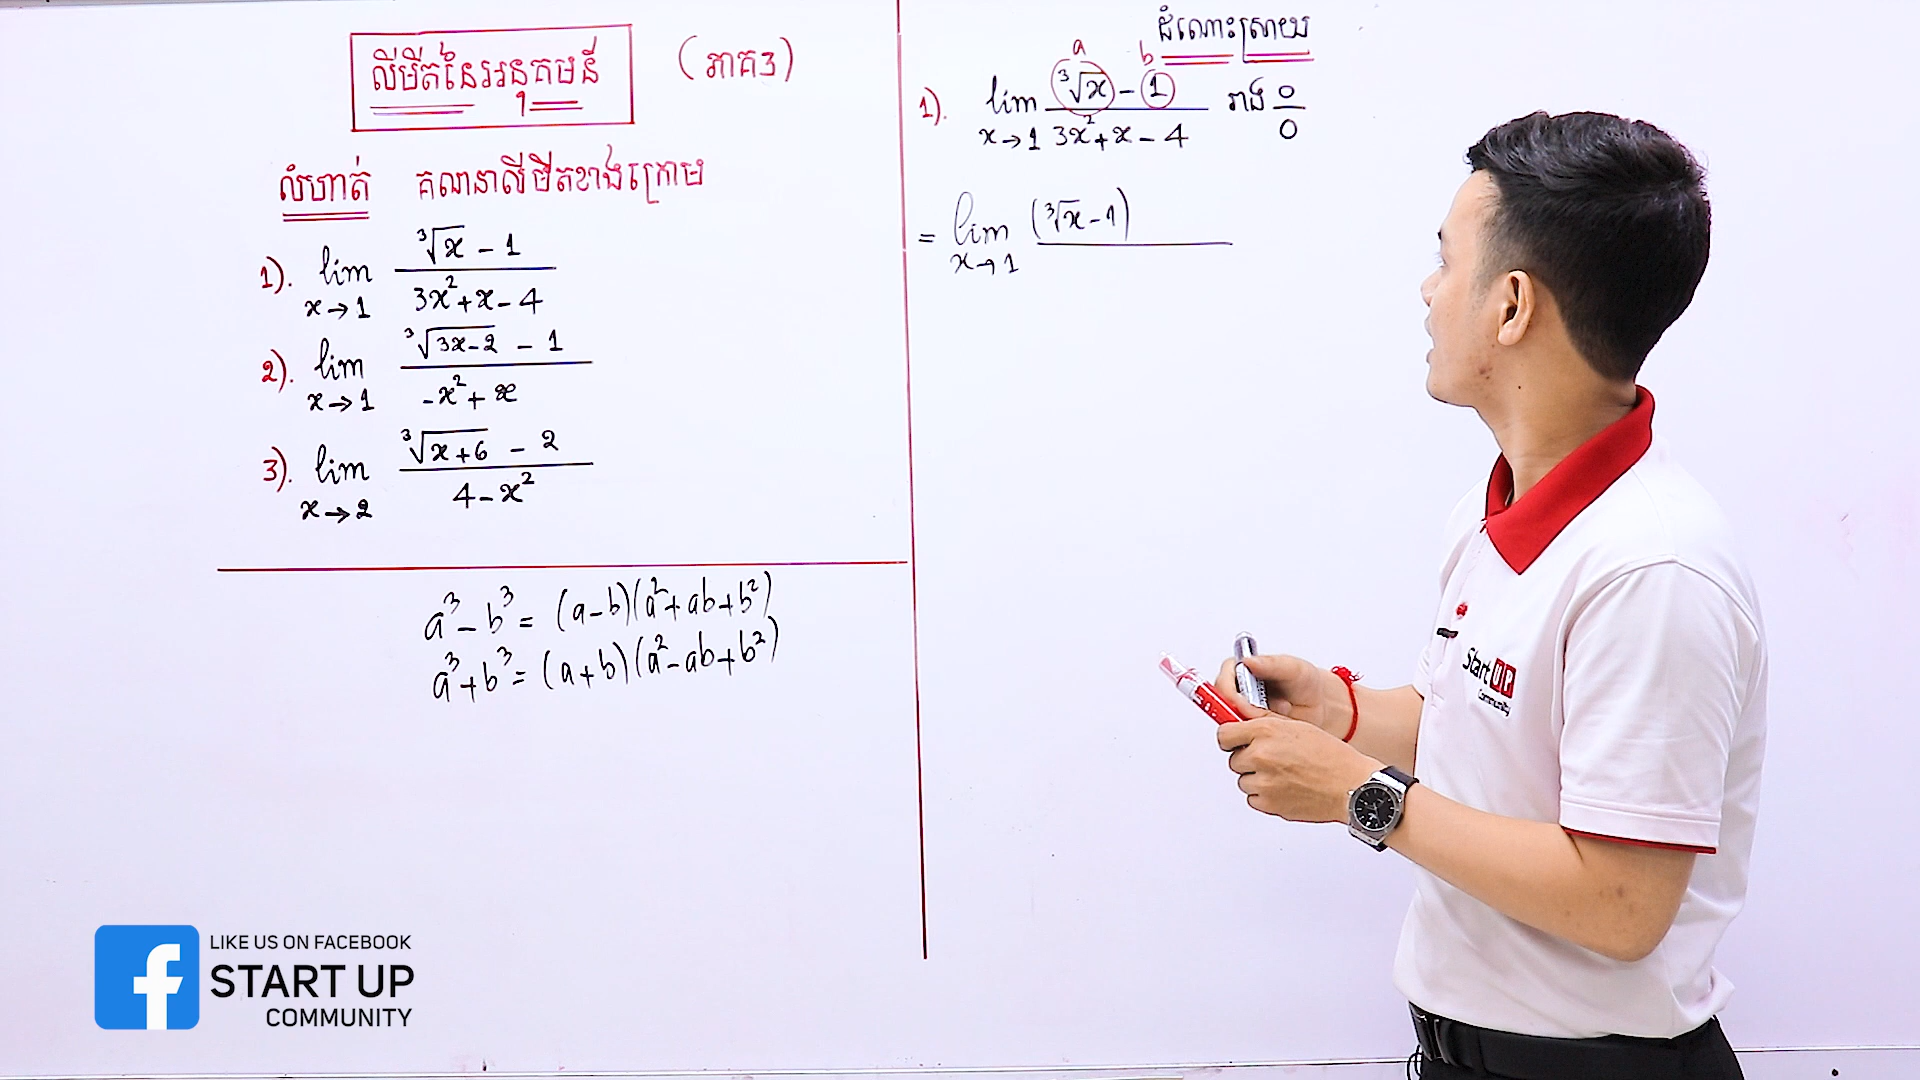 លីមីតនៃអនុគមន៍ (ភាគ3)
លំហាត់ គណនាលីមីតខាងក្រោម
1). lim x→1 (∛x - 1)/(3x²+x-4)
2). lim x→1 (∛(3x-2) - 1)/(-x²+x)
3). lim x→2 (∛(x+6) - 2)/(4-x²)
a³-b³ = (a-b)(a²+ab+b²)
a³+b³ = (a+b)(a²-ab+b²)
ដំណោះស្រាយ
a b
1). lim x→1 (∛x - 1)/(3x²+x-4) រាង 0/0
= lim x→1 (∛x-1)
Start UP
Community
LIKE US ON FACEBOOK
START UP
COMMUNITY